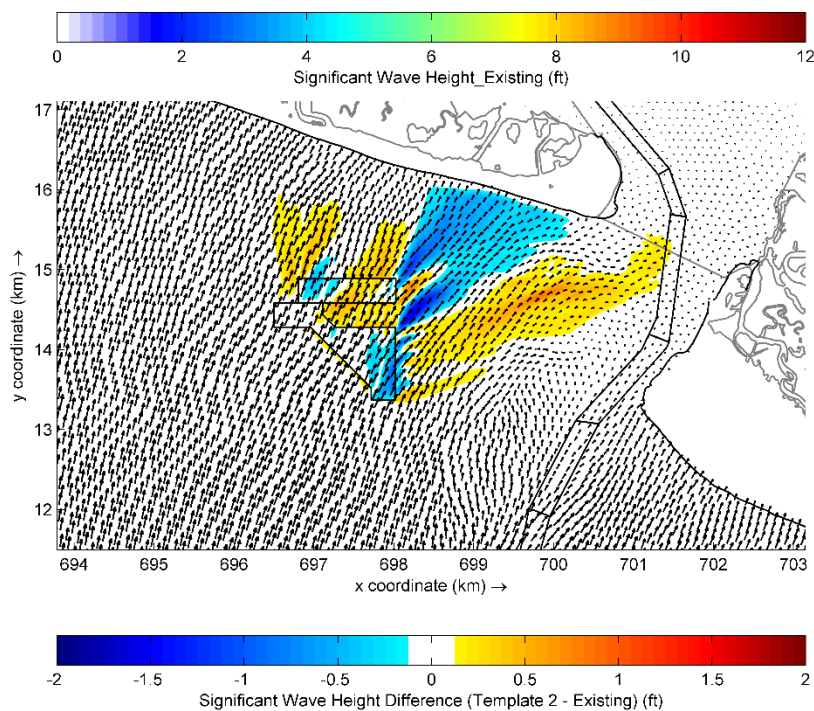 0 2 4 6 8 10 12
Significant Wave Height_Existing (ft)
17
16
15
14
13
12
y coordinate (km) →
694 695 696 697 698 699 700 701 702 703
x coordinate (km) →
-2 -1.5 -1 -0.5 0 0.5 1 1.5 2
Significant Wave Height Difference (Template 2 - Existing) (ft)